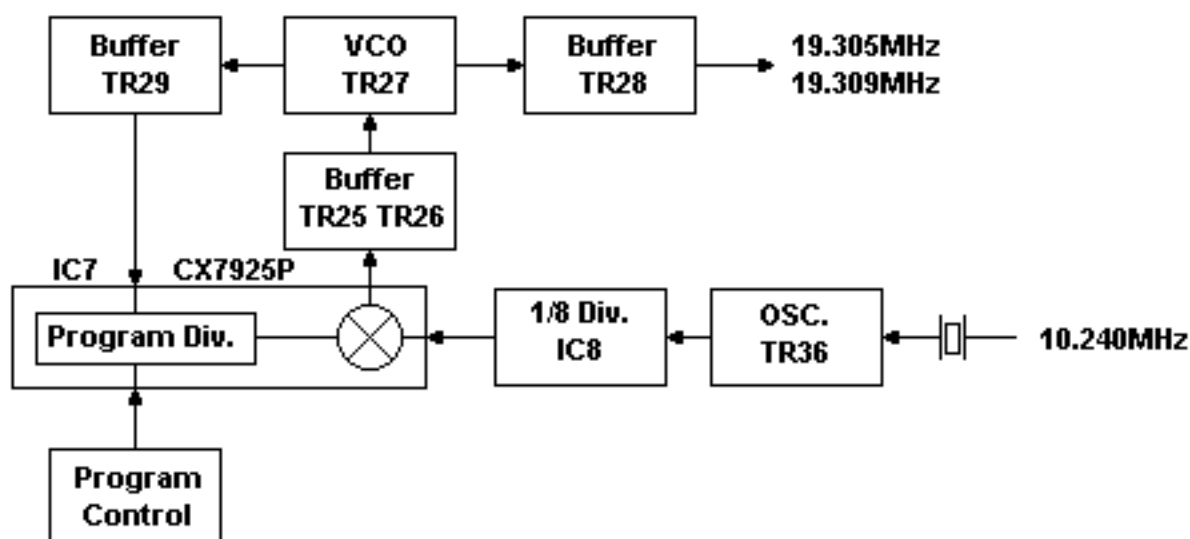 Buffer
TR29
VCO
TR27
Buffer
TR28
19.305MHz
19.309MHz
Buffer
TR25 TR26
IC7 CX7925P
Program Div.
1/8 Div.
IC8
OSC.
TR36
10.240MHz
Program
Control